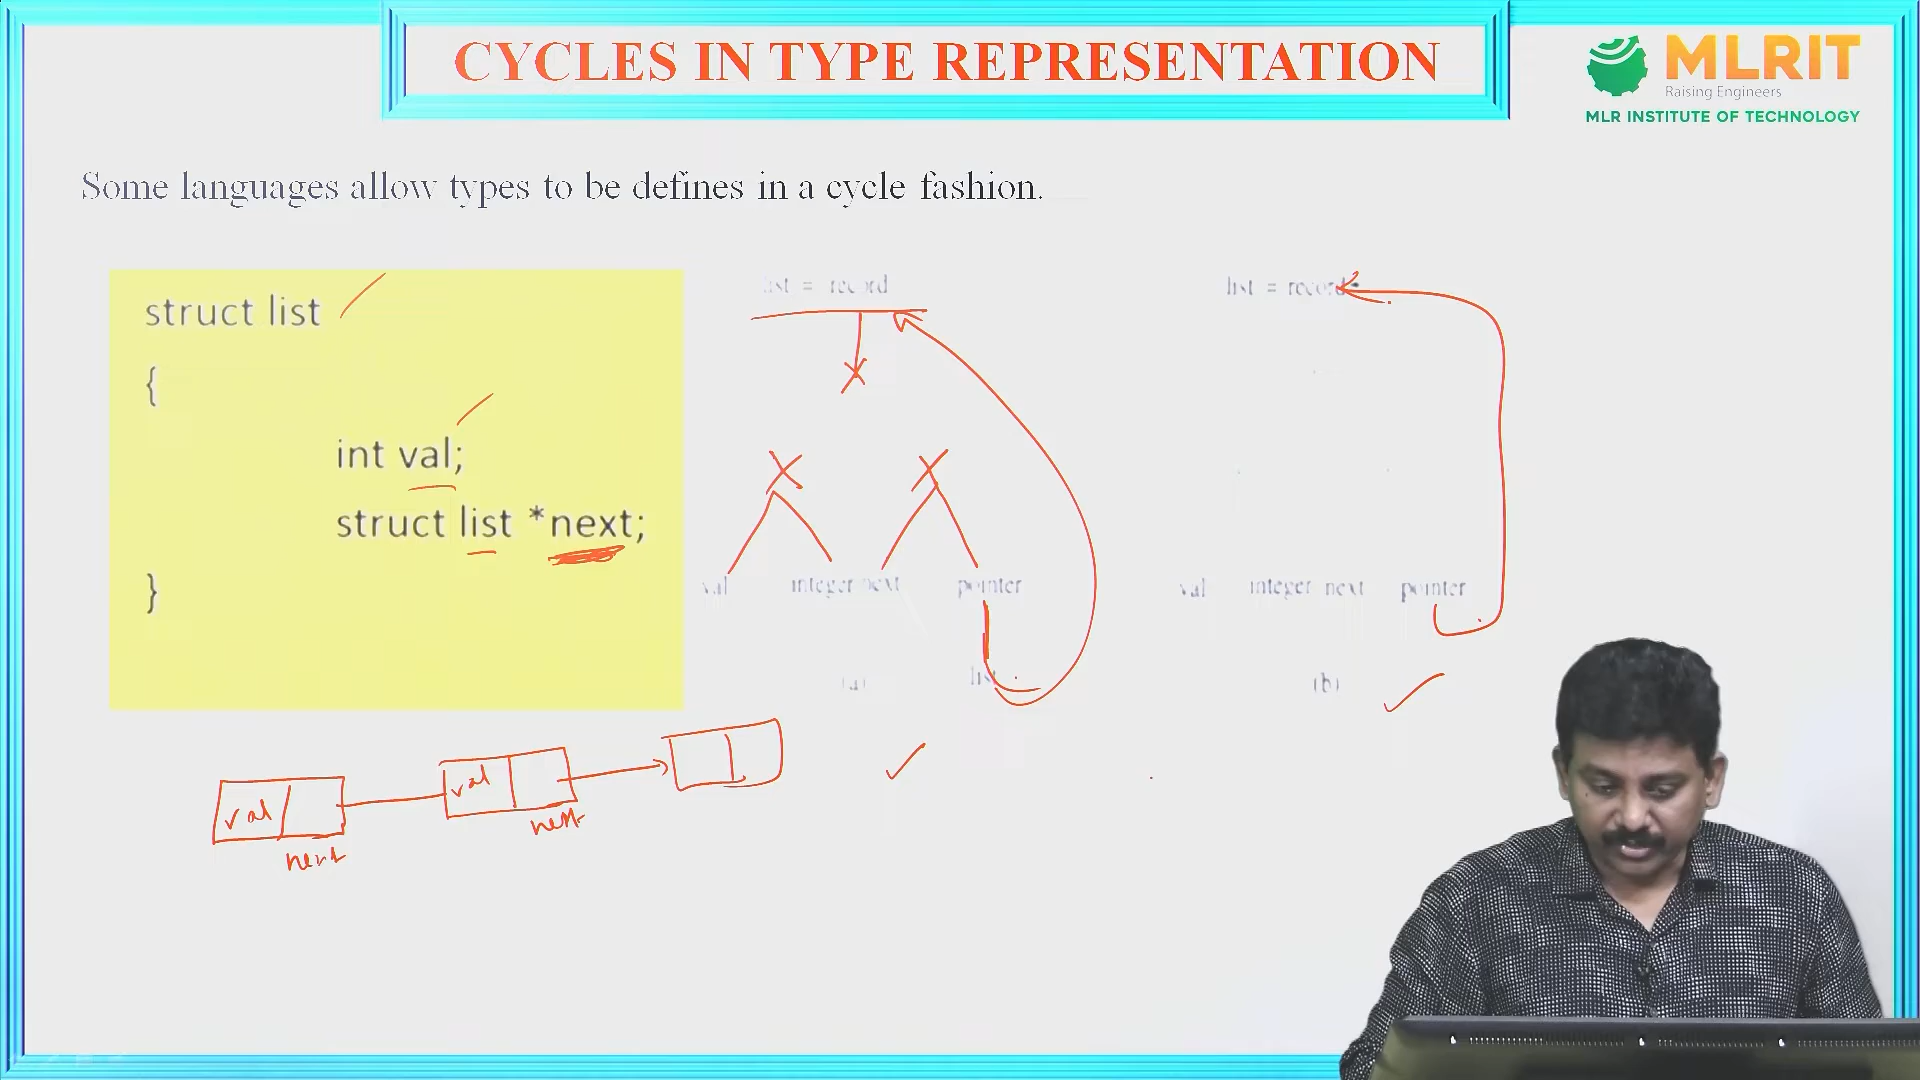 CYCLES IN TYPE REPRESENTATION
MLRIT
Raising Engineers
MLR INSTITUTE OF TECHNOLOGY
Some languages allow types to be defines in a cycle fashion.
struct list
{
int val;
struct list *next;
}
list = record
val integer next pointer
list
(a)
list = record
val integer next pointer
(b)
val
next
val
next